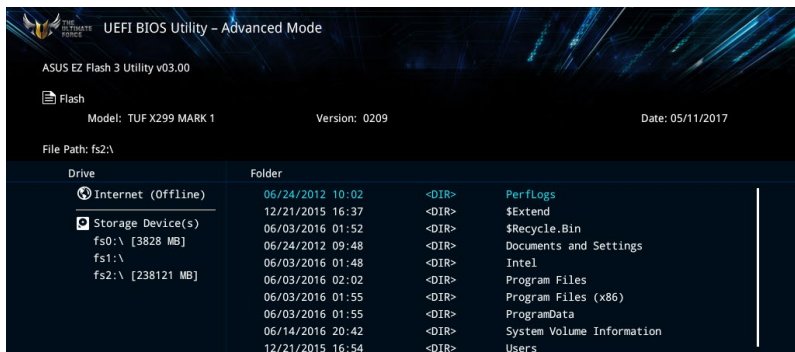 THE
ULTIMATE
FORCE
UEFI BIOS Utility – Advanced Mode
ASUS EZ Flash 3 Utility v03.00
Flash
Model: TUF X299 MARK 1 Version: 0209 Date: 05/11/2017
File Path: fs2:\
Drive Folder
Internet (Offline) 06/24/2012 10:02 <DIR> PerfLogs
12/21/2015 16:37 <DIR> $Extend
Storage Device(s) 06/03/2016 01:52 <DIR> $Recycle.Bin
fs0:\ [3828 MB] 06/24/2012 09:48 <DIR> Documents and Settings
fs1:\ 06/03/2016 01:48 <DIR> Intel
fs2:\ [238121 MB] 06/03/2016 02:02 <DIR> Program Files
06/03/2016 01:55 <DIR> Program Files (x86)
06/03/2016 01:55 <DIR> ProgramData
06/14/2016 20:42 <DIR> System Volume Information
12/21/2015 16:54 <DIR> Users